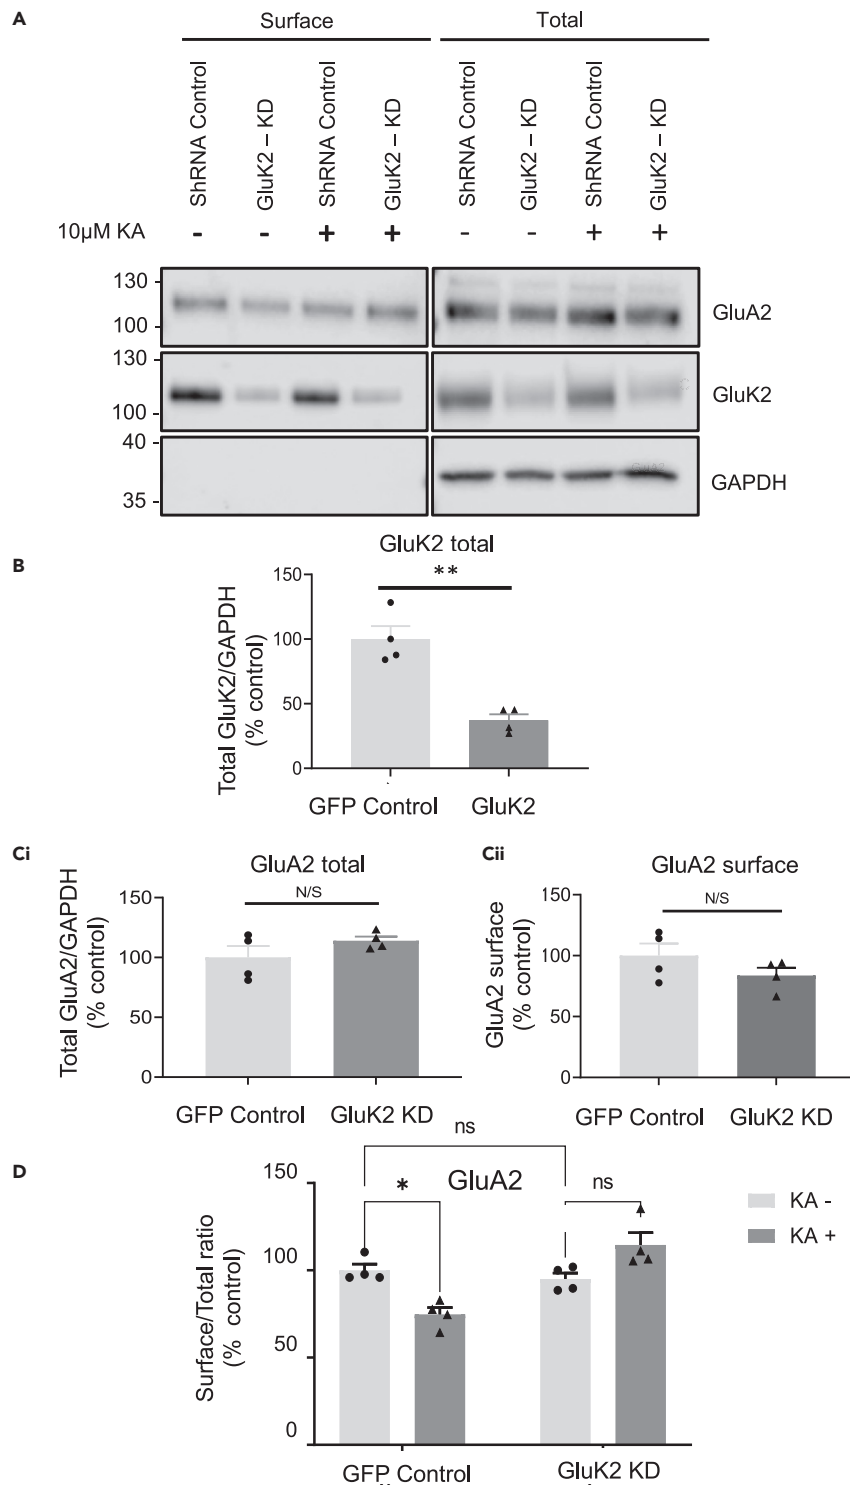 A
Surface
Total
ShRNA Control
GluK2 – KD
ShRNA Control
GluK2 – KD
ShRNA Control
GluK2 – KD
ShRNA Control
GluK2 – KD
10µM KA - - + + - - + +
130
100
GluA2
130
100
GluK2
40
35
GAPDH
B
GluK2 total
**
Total GluK2/GAPDH
(% control)
150
100
50
0
GFP Control GluK2
Ci
GluA2 total
N/S
Total GluA2/GAPDH
(% control)
150
100
50
0
GFP Control GluK2 KD
Cii
GluA2 surface
N/S
GluA2 surface
(% control)
150
100
50
0
GFP Control GluK2 KD
D
ns
GluA2
* ns
Surface/Total ratio
(% control)
150
100
50
0
KA -
KA +
GFP Control GluK2 KD